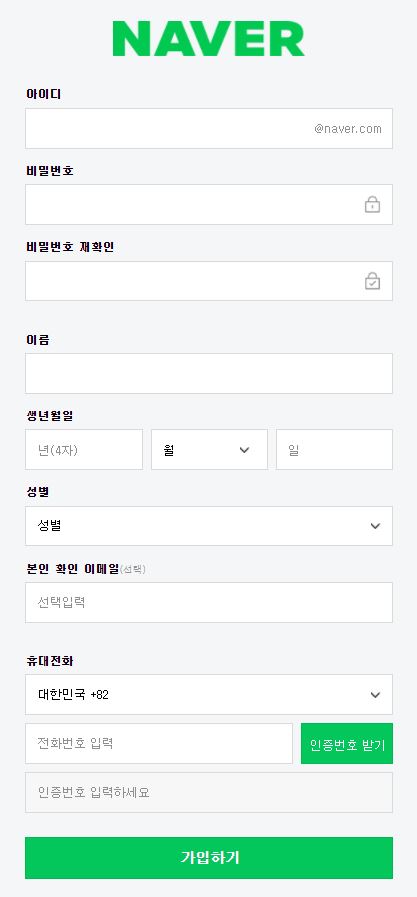 NAVER
아이디
@naver.com
비밀번호
비밀번호 재확인
이름
생년월일
년(4자) 월 일
성별
성별
본인 확인 이메일(선택)
선택입력
휴대전화
대한민국 +82
전화번호 입력 인증번호 받기
인증번호 입력하세요
가입하기